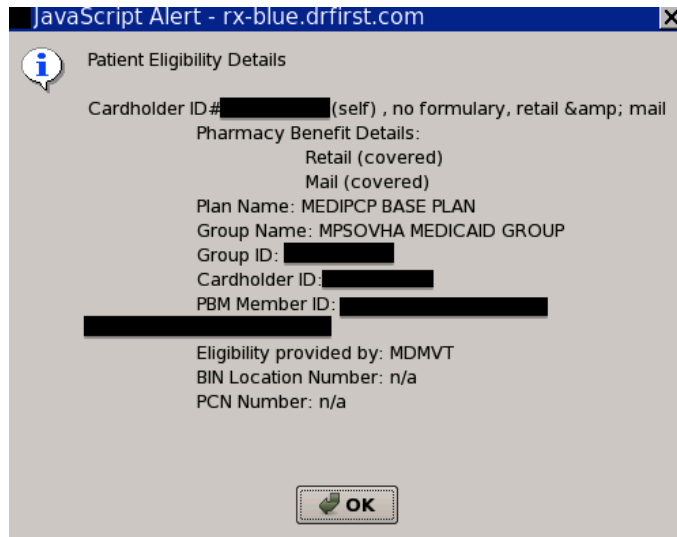 JavaScript Alert - rx-blue.drfirst.com
Patient Eligibility Details
Cardholder ID# (self) , no formulary, retail &amp; mail
Pharmacy Benefit Details:
Retail (covered)
Mail (covered)
Plan Name: MEDIPCP BASE PLAN
Group Name: MPSOVHA MEDICAID GROUP
Group ID:
Cardholder ID:
PBM Member ID:
Eligibility provided by: MDMVT
BIN Location Number: n/a
PCN Number: n/a
OK